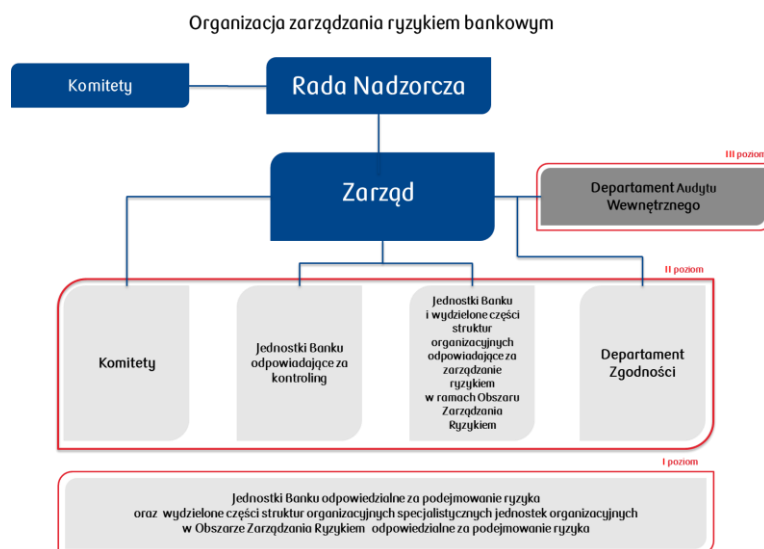 Organizacja zarządzania ryzykiem bankowym
Komitety
Rada Nadzorcza
III poziom
Zarząd
Departament Audytu
Wewnętrznego
II poziom
Komitety
Jednostki Banku
odpowiadające za
kontroling
Jednostki Banku
i wydzielone części
struktur
organizacyjnych
odpowiadające za
zarządzanie
ryzykiem
w ramach Obszaru
Zarządzania
Ryzykiem
Departament
Zgodności
I poziom
Jednostki Banku odpowiedzialne za podejmowanie ryzyka
oraz wydzielone części struktur organizacyjnych specjalistycznych jednostek organizacyjnych
w Obszarze Zarządzania Ryzykiem odpowiedzialne za podejmowanie ryzyka